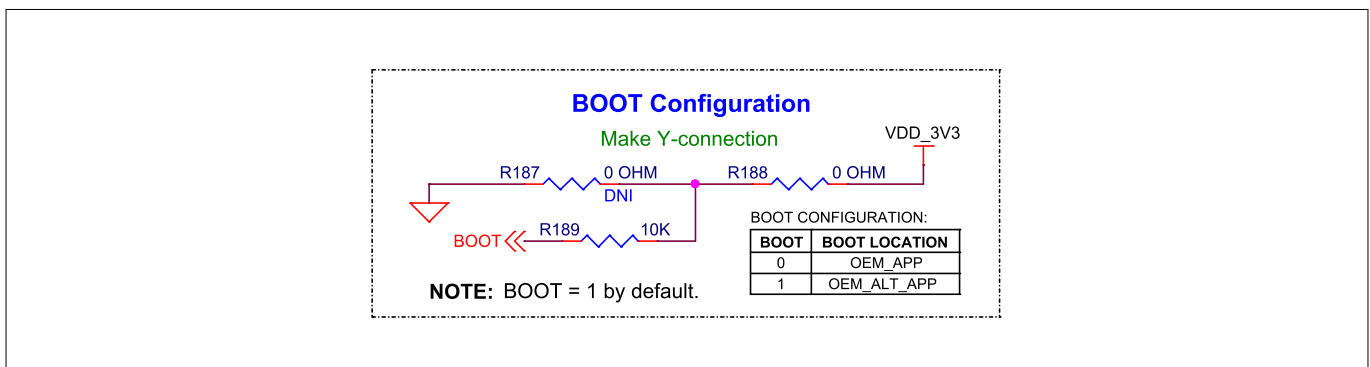 BOOT Configuration
Make Y-connection
VDD_3V3
R187 0 OHM
R188 0 OHM
DNI
BOOT R189 10K
BOOT CONFIGURATION:
BOOT BOOT LOCATION
0 OEM_APP
1 OEM_ALT_APP
NOTE: BOOT = 1 by default.